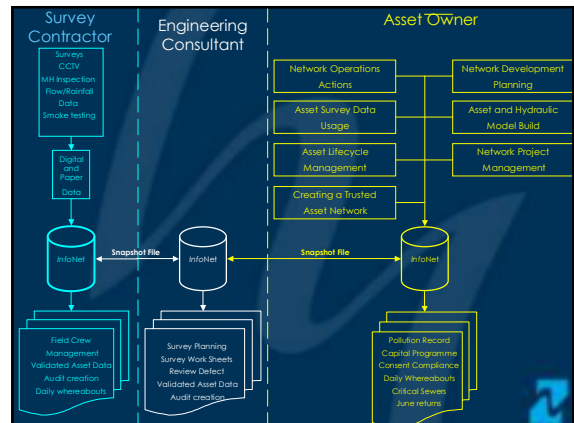 Survey
Contractor
Surveys
CCTV
MH Inspection
Flow/Rainfall
Data
Smoke testing
Digital
and
Paper
Data
InfoNet
Field Crew
Management
Validated Asset Data
Audit creation
Daily whereabouts
Snapshot File
Engineering
Consultant
InfoNet
Survey Planning
Survey Work Sheets
Review Defect
Validated Asset Data
Audit creation
Snapshot File
Asset Owner
Network Operations
Actions
Network Development
Planning
Asset Survey Data
Usage
Asset and Hydraulic
Model Build
Asset Lifecycle
Management
Network Project
Management
Creating a Trusted
Asset Network
InfoNet
Pollution Record
Capital Programme
Consent Compliance
Daily Whereabouts
Critical Sewers
June returns